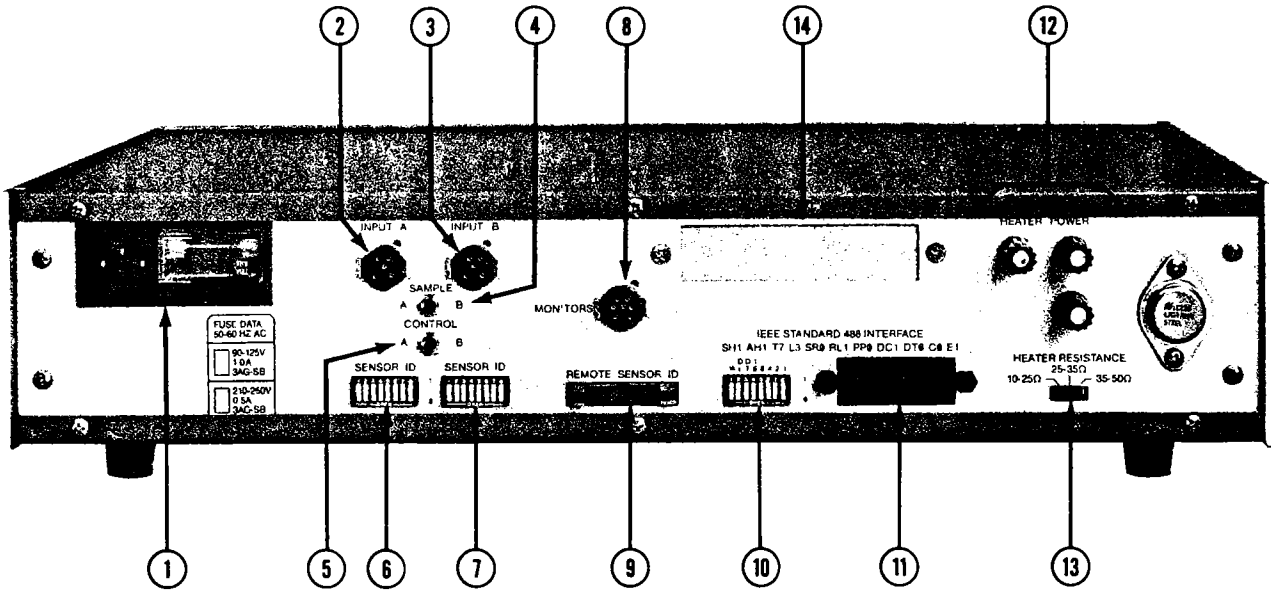 2 3 4 8 14 12
INPUT A INPUT B
SAMPLE
A B
CONTROL
A B
MONITORS
HEATER POWER
FUSE DATA
50-60 HZ AC
90-125V
1.0A
3AG-SB
210-250V
0.5A
3AG-SB
SENSOR ID SENSOR ID
REMOTE SENSOR ID
IEEE STANDARD 488 INTERFACE
SH1 AH1 T7 L3 SR0 RL1 PP0 DC1 DT0 C0 E1
HEATER RESISTANCE
25-35Ω
10-25Ω 35-50Ω
1 5 6 7 9 10 11 13